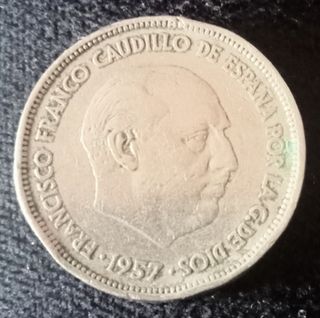 FRANCISCO FRANCO CAUDILLO DE ESPAÑA POR LA G. DE DIOS
· 1957 ·